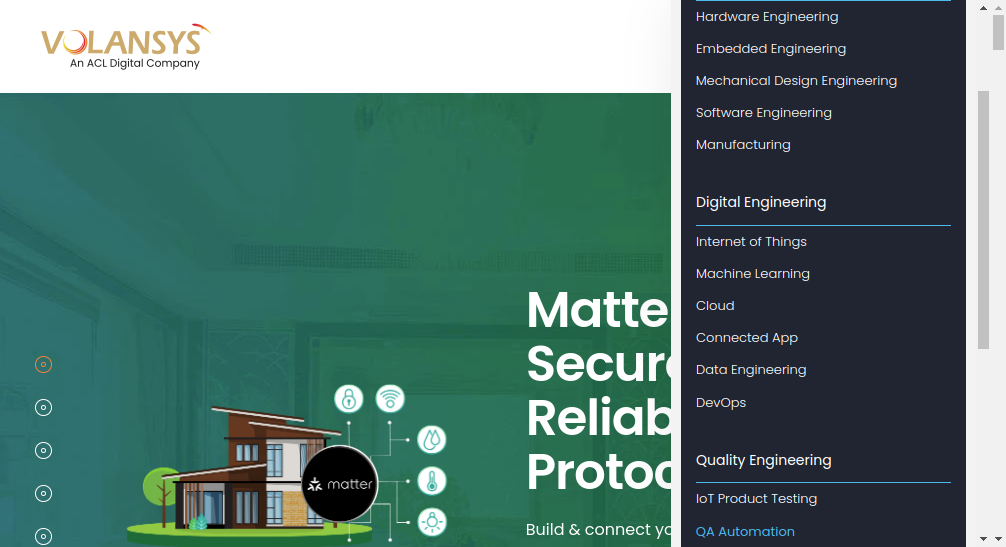 VOLANSYS
An ACL Digital Company
Matte
Secure
Reliab
Protoc
Build & connect yo
matter
Hardware Engineering
Embedded Engineering
Mechanical Design Engineering
Software Engineering
Manufacturing
Digital Engineering
Internet of Things
Machine Learning
Cloud
Connected App
Data Engineering
DevOps
Quality Engineering
IoT Product Testing
QA Automation